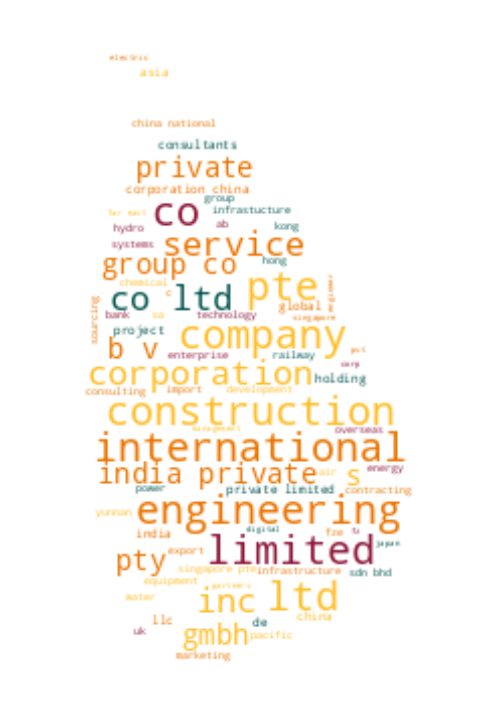 electric
asia
china national
consultants
private
corporation china
group
far east co infrastucture
hydro ab kong
systems service
group co hong
chemical pte engineer
co ltd c global
sourcing bank sa technology singapore
project company
b v enterprise railway put
corporation corp
holding
consulting import development
construction
management overseas
international
india private air s energy
power private limited contracting
yunnan engineering
india digital fze tz
limited japan
pty export
singapore pte infrastructure sdn bhd
equipment partners
water inc ltd
llc de china
uk gmbh pacific
marketing